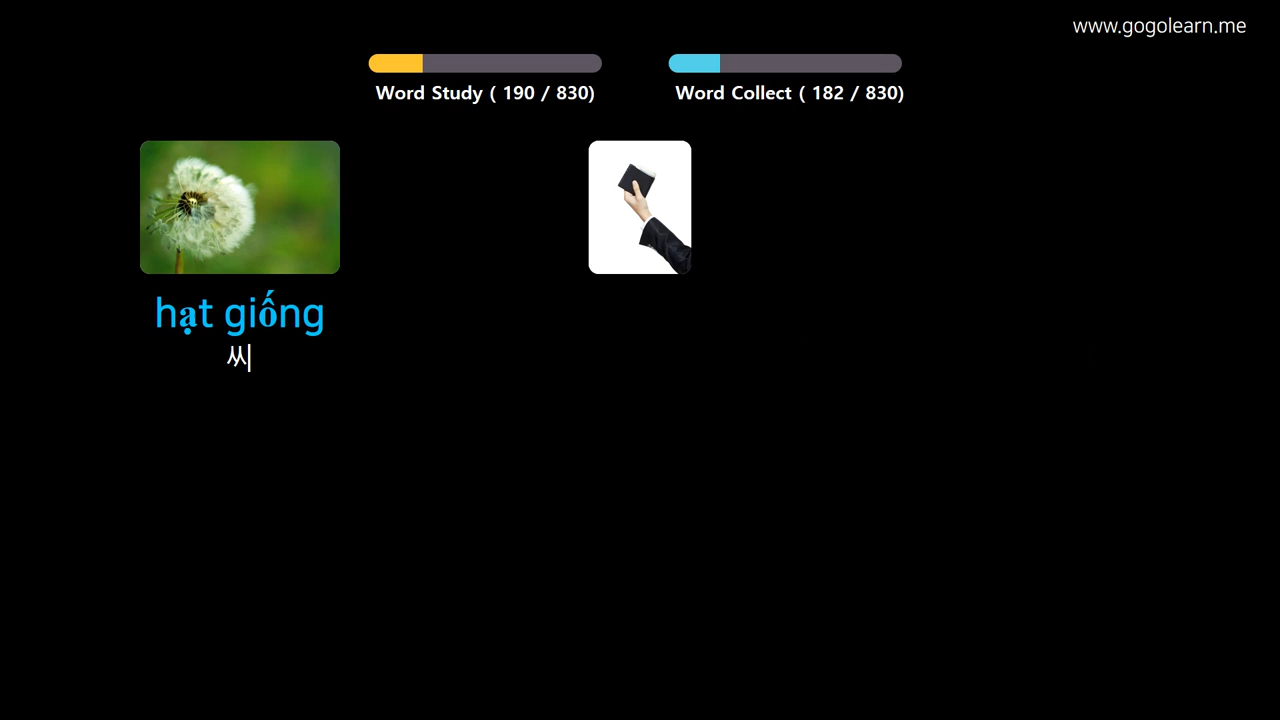 www.gogolearn.me
Word Study ( 190 / 830)
Word Collect ( 182 / 830)
hạt giống
씨